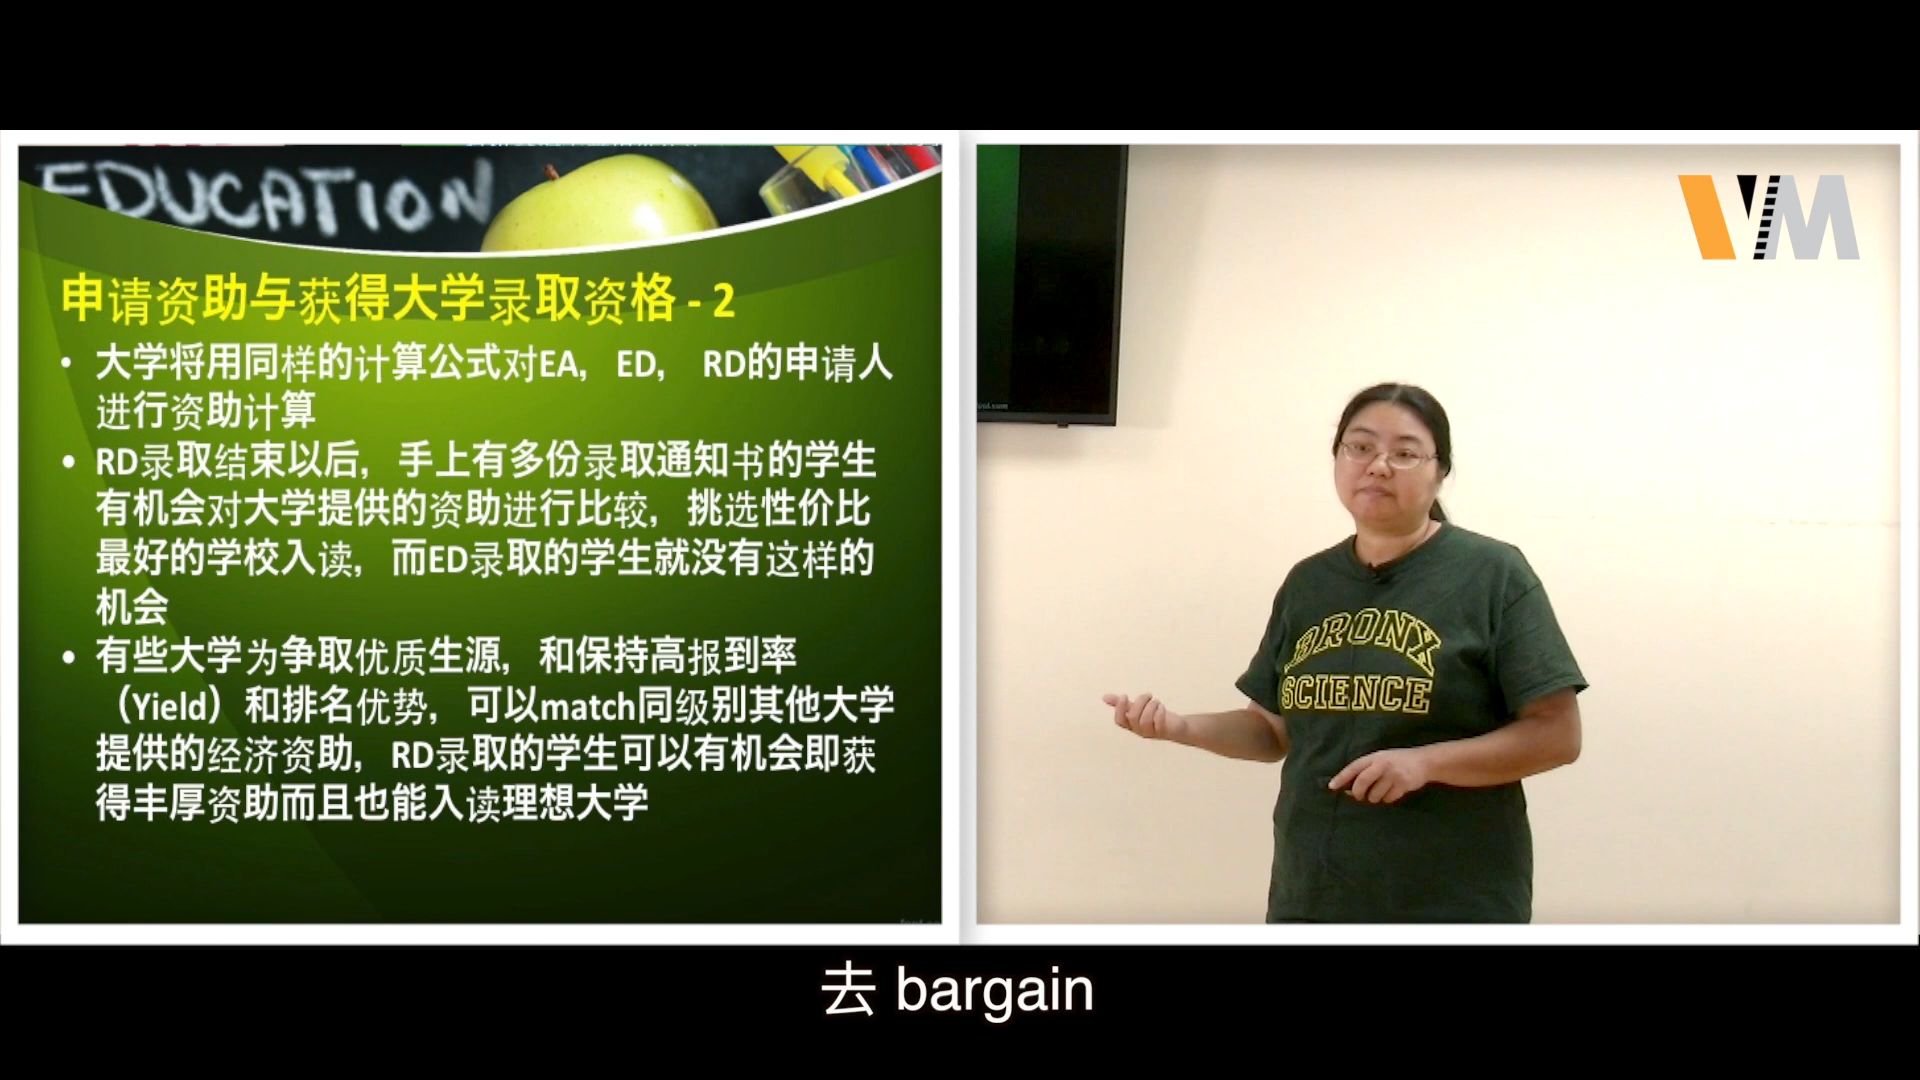 EDUCATION
申请资助与获得大学录取资格 - 2
• 大学将用同样的计算公式对EA, ED, RD的申请人
进行资助计算
• RD录取结束以后, 手上有多份录取通知书的学生
有机会对大学提供的资助进行比较, 挑选性价比
最好的学校入读, 而ED录取的学生就没有这样的
机会
• 有些大学为争取优质生源, 和保持高报到率
（Yield）和排名优势, 可以match同级别其他大学
提供的经济资助, RD录取的学生可以有机会即获
得丰厚资助而且也能入读理想大学
VM
BRONX
SCIENCE
去 bargain